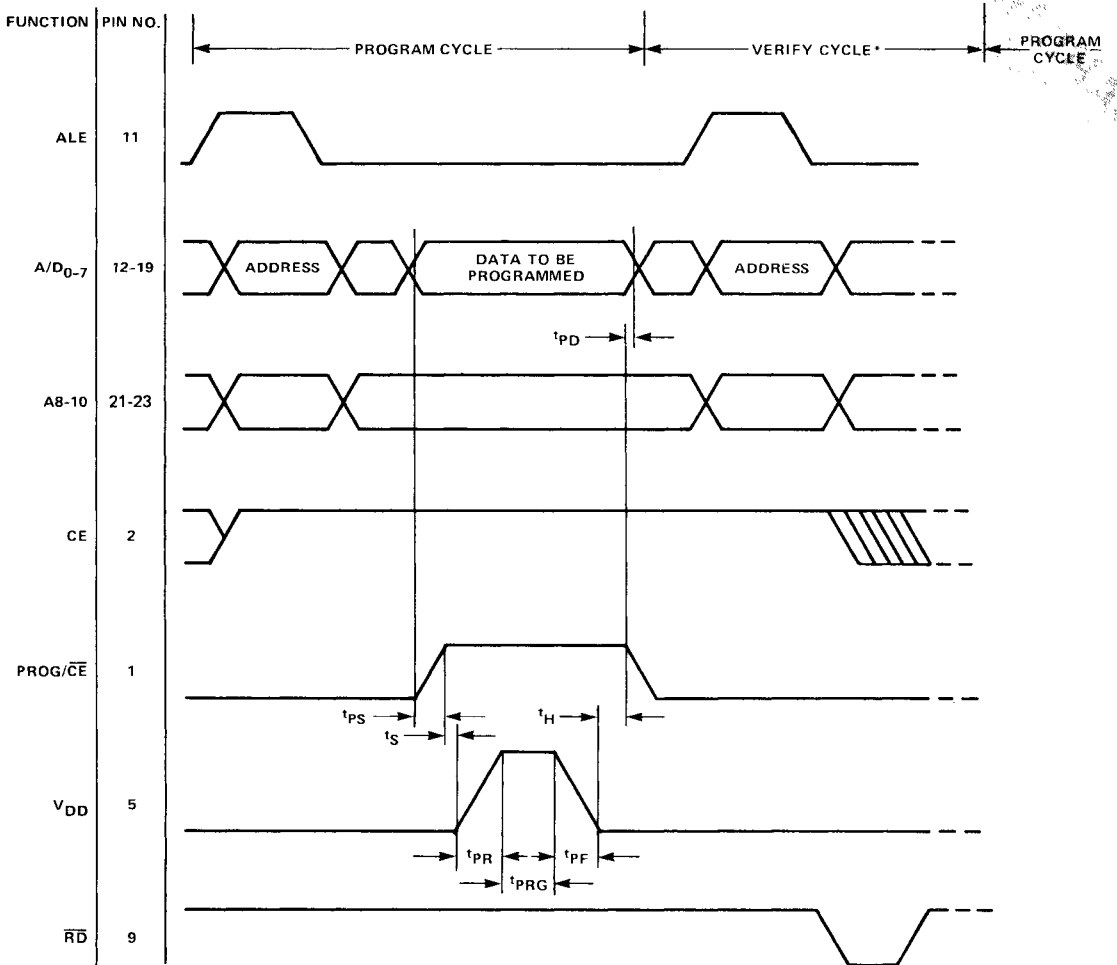 FUNCTION PIN NO.
PROGRAM CYCLE VERIFY CYCLE* PROGRAM CYCLE
ALE 11
A/D0-7 12-19 ADDRESS DATA TO BE PROGRAMMED ADDRESS
tPD
A8-10 21-23
CE 2
PROG/C̅E̅ 1
tPS tH
tS
VDD 5
tPR tPF
tPRG
R̅D̅ 9